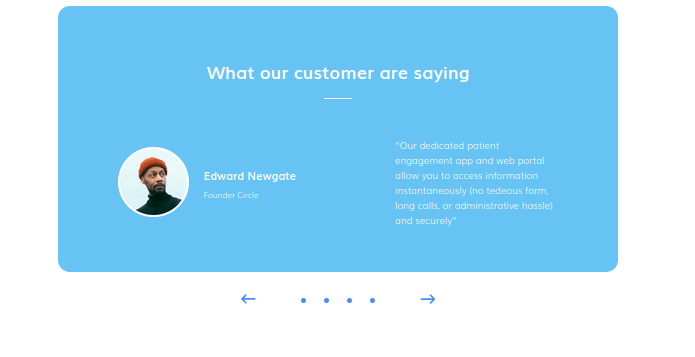 What our customer are saying
Edward Newgate
Founder Circle
“Our dedicated patient
engagement app and web portal
allow you to access information
instantaneously (no tedeous form,
long calls, or administrative hassle)
and securely”